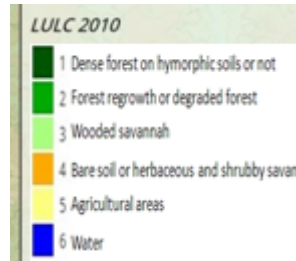 LULC 2010
1 Dense forest on hymorphic soils or not
2 Forest regrowth or degraded forest
3 Wooded savannah
4 Bare soil or herbaceous and shrubby savan
5 Agricultural areas
6 Water